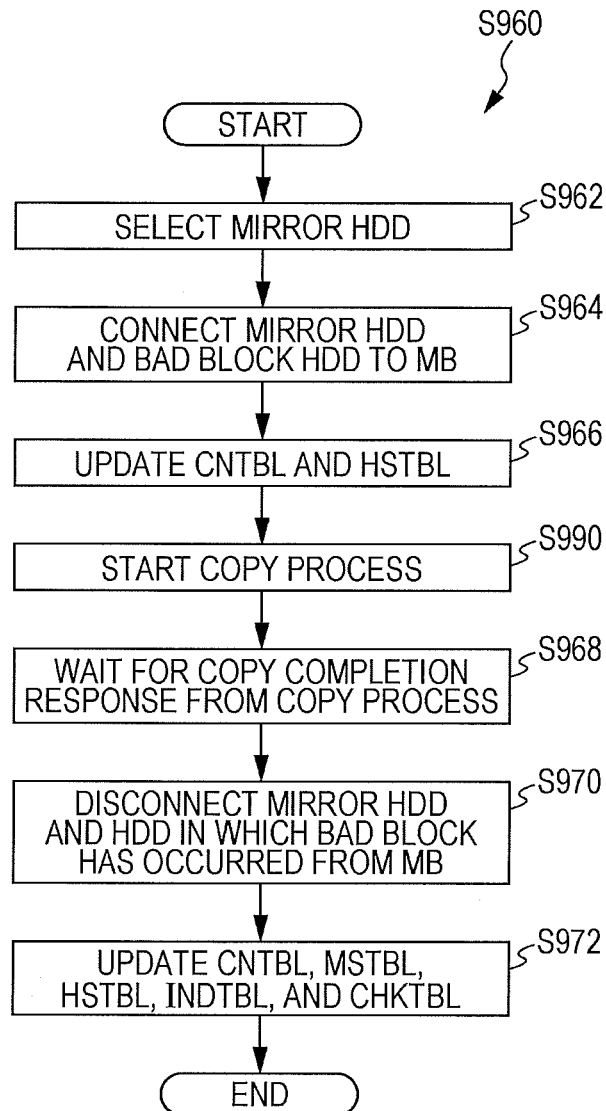 S960
START
S962
SELECT MIRROR HDD
S964
CONNECT MIRROR HDD
AND BAD BLOCK HDD TO MB
S966
UPDATE CNTBL AND HSTBL
S990
START COPY PROCESS
S968
WAIT FOR COPY COMPLETION
RESPONSE FROM COPY PROCESS
S970
DISCONNECT MIRROR HDD
AND HDD IN WHICH BAD BLOCK
HAS OCCURRED FROM MB
S972
UPDATE CNTBL, MSTBL,
HSTBL, INDTBL, AND CHKTBL
END